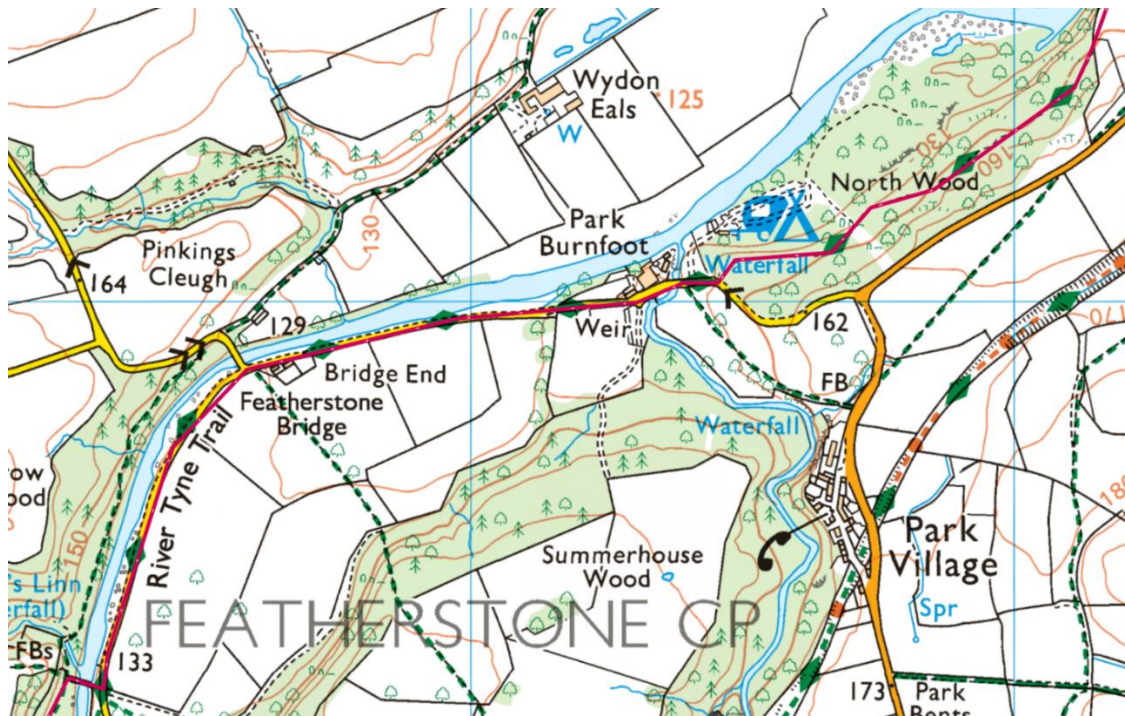 Wydon
Eals
125
W
130
160
North Wood
Park
Burnfoot
Waterfall
130
Pinkings
Cleugh
164
129
Weir
162
170
Bridge End
Featherstone
Bridge
FB
Waterfall
River Tyne Trail
150
Summerhouse
Wood
Park
Village
Spr
FEATHERSTONE CP
's Linn
FBs
133
173
Park